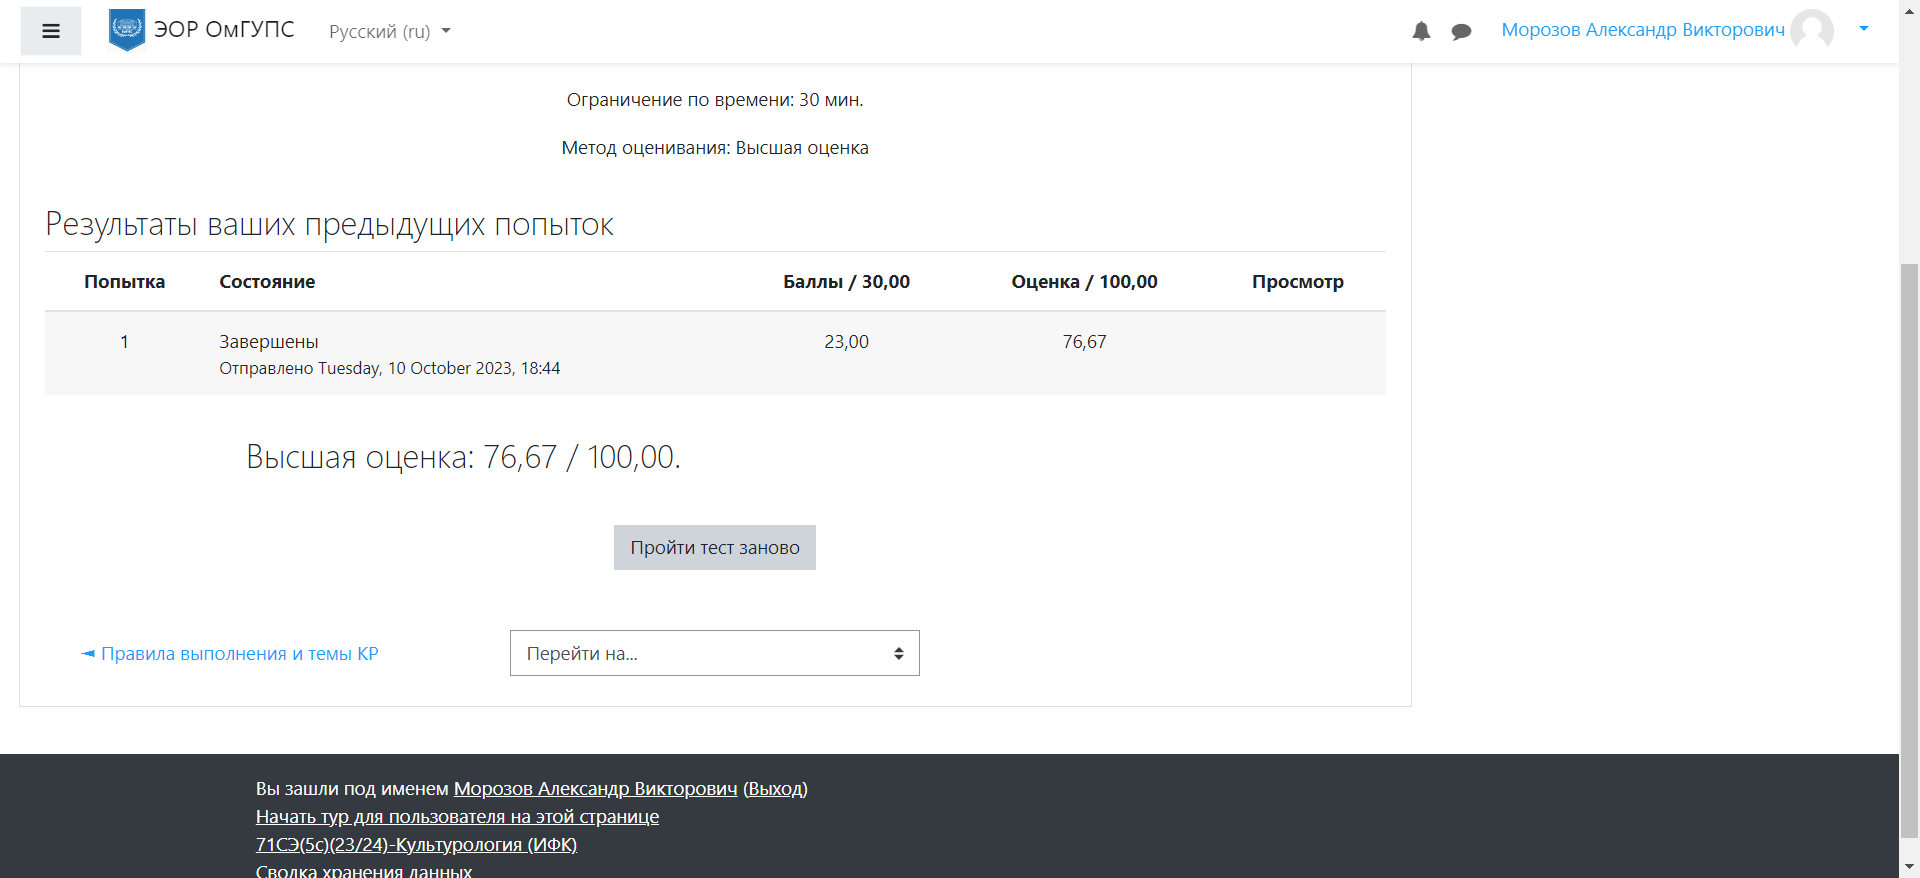 ЭОР ОмГУПС
Русский (ru)
Морозов Александр Викторович
Ограничение по времени: 30 мин.
Метод оценивания: Высшая оценка
Результаты ваших предыдущих попыток
Попытка Состояние Баллы / 30,00 Оценка / 100,00 Просмотр
1 Завершены 23,00 76,67
Отправлено Tuesday, 10 October 2023, 18:44
Высшая оценка: 76,67 / 100,00.
Пройти тест заново
◄ Правила выполнения и темы КР
Перейти на...
Вы зашли под именем Морозов Александр Викторович (Выход)
Начать тур для пользователя на этой странице
71СЭ(5с)(23/24)-Культурология (ИФК)
Сводка хранения данных